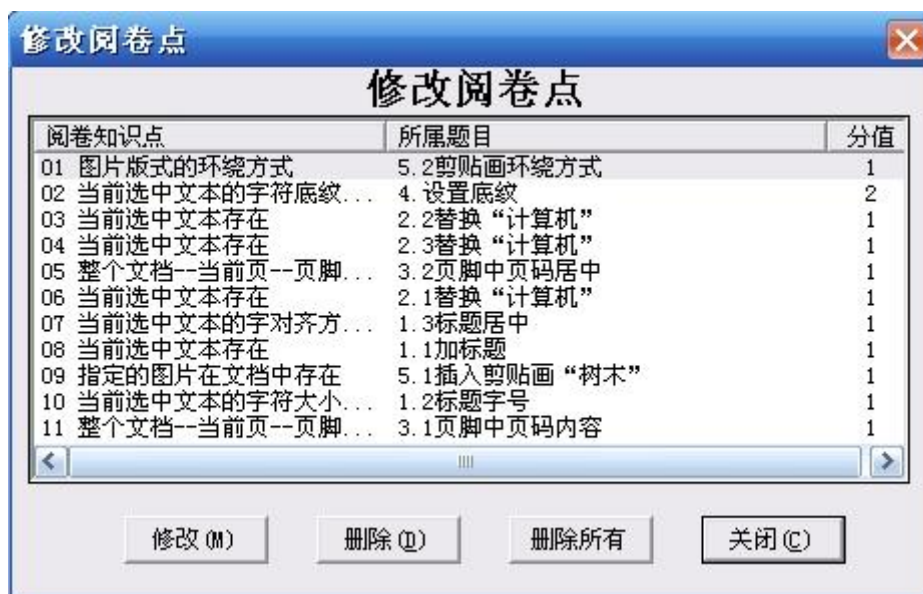 修改阅卷点
修改阅卷点
阅卷知识点 所属题目 分值
01 图片版式的环绕方式 5.2剪贴画环绕方式 1
02 当前选中文本的字符底纹... 4.设置底纹 2
03 当前选中文本存在 2.2替换“计算机” 1
04 当前选中文本存在 2.3替换“计算机” 1
05 整个文档--当前页--页脚... 3.2页脚中页码居中 1
06 当前选中文本存在 2.1替换“计算机” 1
07 当前选中文本的字对齐方... 1.3标题居中 1
08 当前选中文本存在 1.1加标题 1
09 指定的图片在文档中存在 5.1插入剪贴画“树木” 1
10 当前选中文本的字符大小... 1.2标题字号 1
11 整个文档--当前页--页脚... 3.1页脚中页码内容 1
修改(M) 删除(D) 删除所有 关闭(C)